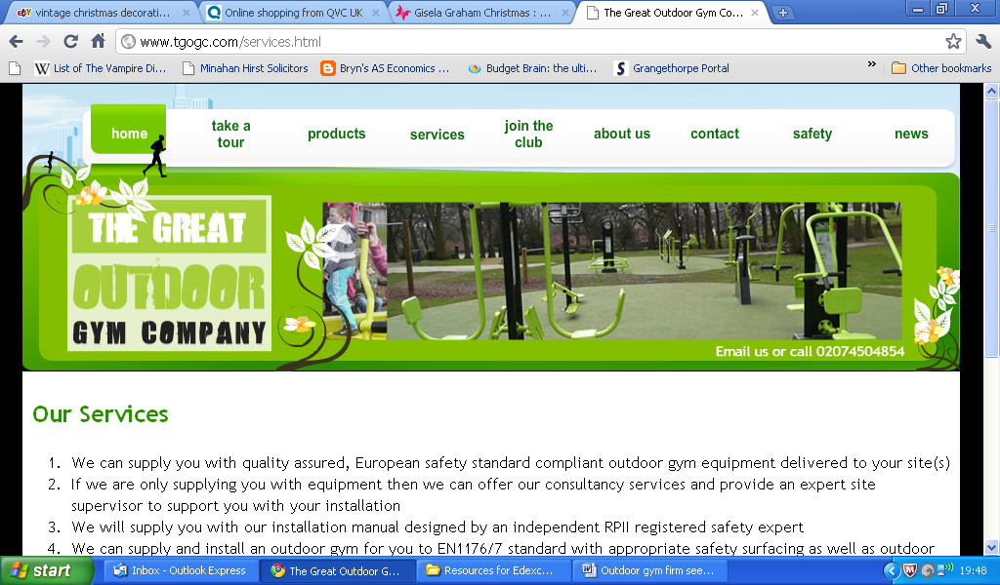 vintage christmas decorati...
Online shopping from QVC UK
Gisela Graham Christmas : ...
The Great Outdoor Gym Co...
www.tgogc.com/services.html
List of The Vampire Di...
Minahan Hirst Solicitors
Bryn's AS Economics ...
Budget Brain: the ulti...
Grangethorpe Portal
»
Other bookmarks
home
take a
tour
products
services
join the
club
about us
contact
safety
news
THE GREAT
OUTDOOR
GYM COMPANY
Email us or call 02074504854
Our Services
1. We can supply you with quality assured, European safety standard compliant outdoor gym equipment delivered to your site(s)
2. If we are only supplying you with equipment then we can offer our consultancy services and provide an expert site
supervisor to support you with your installation
3. We will supply you with our installation manual designed by an independent RPII registered safety expert
4. We can supply and install an outdoor gym for you to EN1176/7 standard with appropriate safety surfacing as well as outdoor
start
Inbox - Outlook Express
The Great Outdoor G...
Resources for Edexc...
Outdoor gym firm see...
19:48